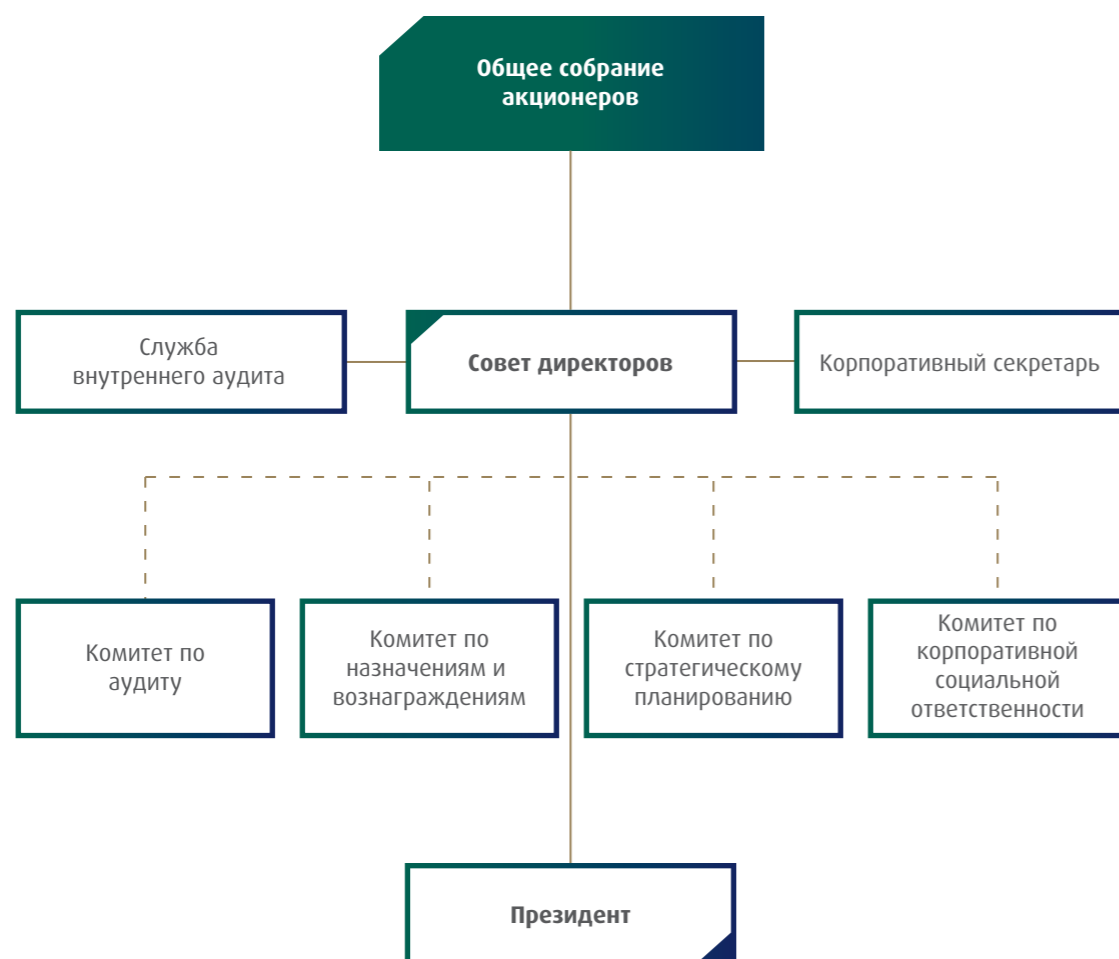 Общее собрание
акционеров
Служба
внутреннего аудита
Совет директоров
Корпоративный секретарь
Комитет по
аудиту
Комитет по
назначениям и
вознаграждениям
Комитет по
стратегическому
планированию
Комитет по
корпоративной
социальной
ответственности
Президент